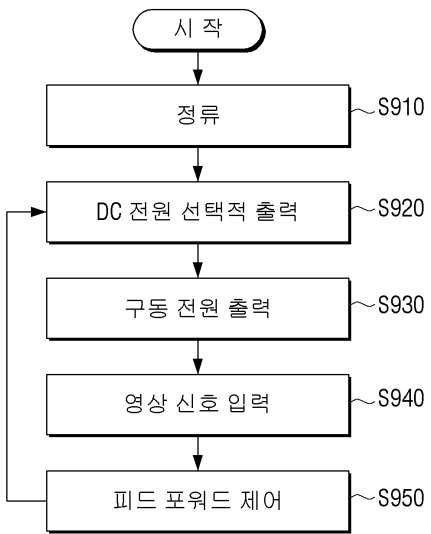 시 작
정류
S910
DC 전원 선택적 출력
S920
구동 전원 출력
S930
영상 신호 입력
S940
피드 포워드 제어
S950